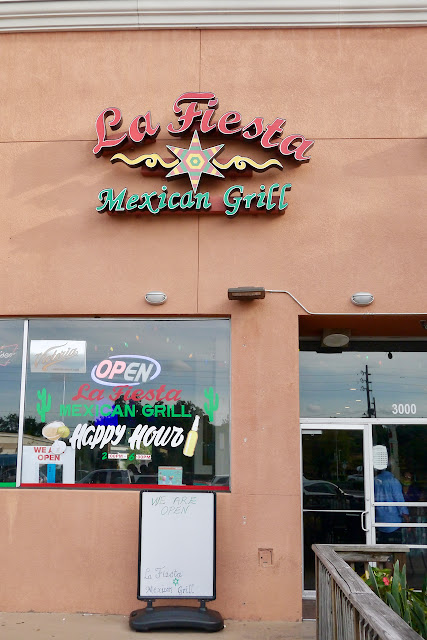 La Fiesta
Mexican Grill
OPEN
La Fiesta
MEXICAN GRILL
HAPPY HOUR
WE ARE
OPEN
3000
WE ARE
OPEN
La Fiesta
Mexican Grill